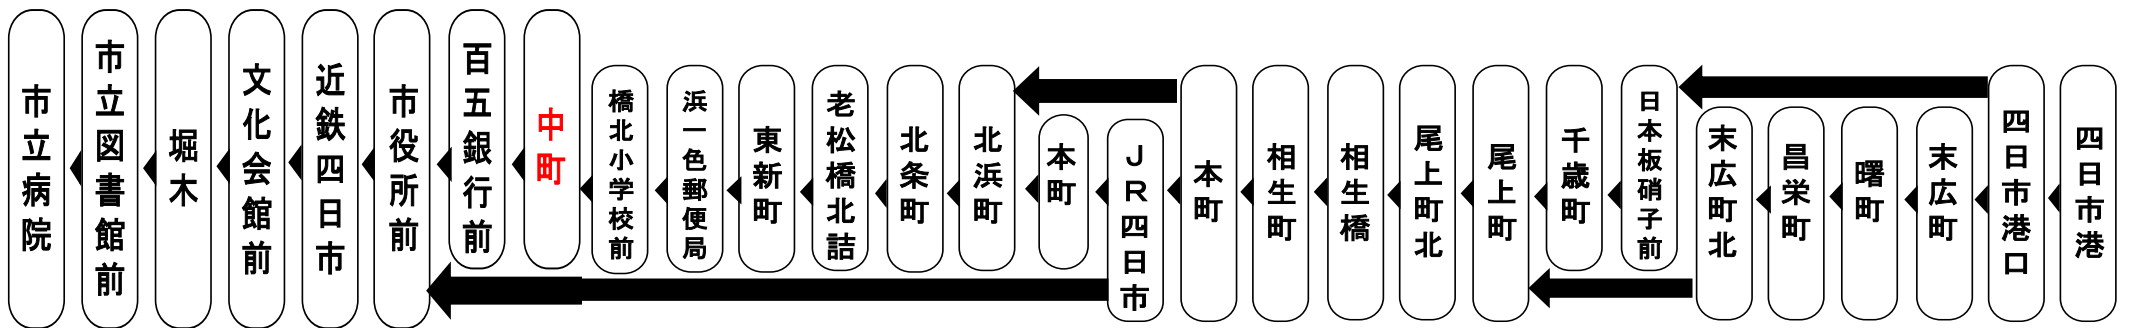 四日市港
四日市港口
末広町
曙町
昌栄町
末広町北
日本板硝子前
千歳町
尾上町
尾上町北
相生橋
相生町
本町
JR四日市
本町
北浜町
北条町
老松橋北詰
東新町
浜一色郵便局
橋北小学校前
中町
百五銀行前
市役所前
近鉄四日市
文化会館前
堀木
市立図書館前
市立病院